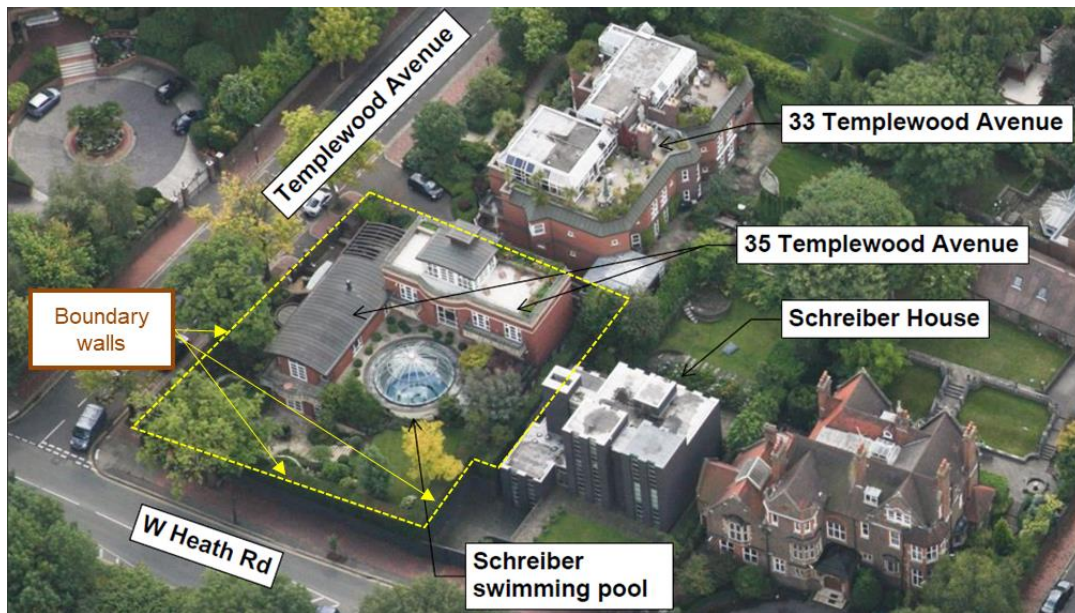 Templewood Avenue
33 Templewood Avenue
35 Templewood Avenue
Boundary
walls
Schreiber House
W Heath Rd
Schreiber
swimming pool